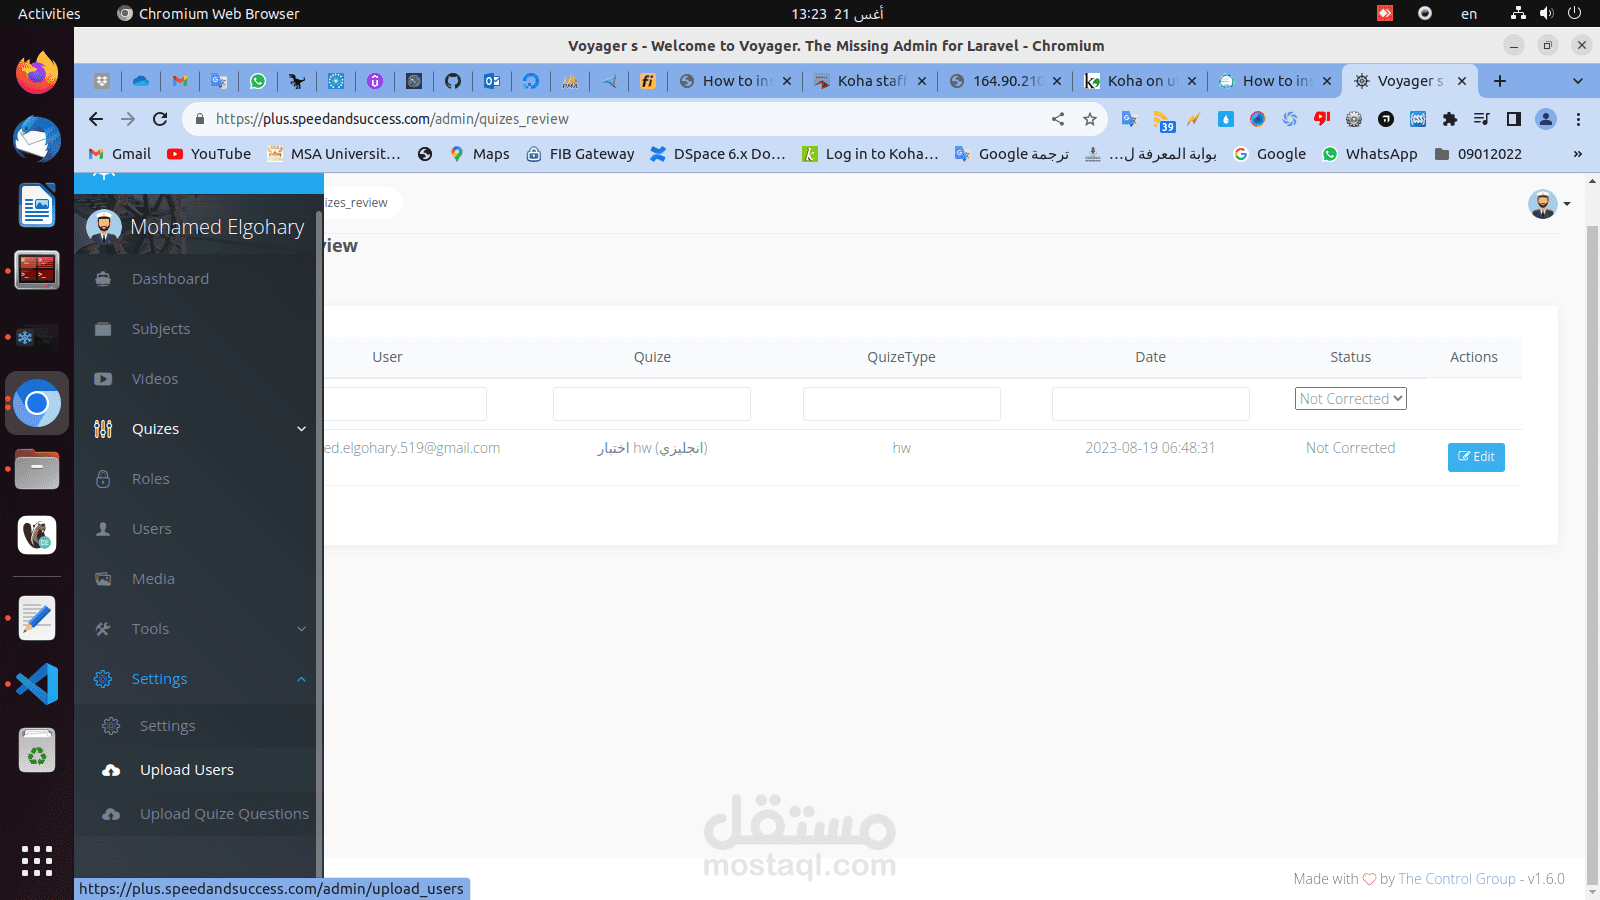 Activities
Chromium Web Browser
21 أغس 13:23
en
Voyager s - Welcome to Voyager. The Missing Admin for Laravel - Chromium
How to ins
Koha staff
164.90.210
Koha on u
How to ins
Voyager s
https://plus.speedandsuccess.com/admin/quizes_review
39
Gmail
YouTube
MSA Universit...
Maps
FIB Gateway
DSpace 6.x Do...
Log in to Koha...
ترجمة Google
بوابة المعرفة ل...
Google
WhatsApp
09012022
»
izes_review
Mohamed Elgohary
view
Dashboard
Subjects
Videos
Quizes
Roles
Users
Media
Tools
Settings
Settings
Upload Users
Upload Quize Questions
User
Quize
QuizeType
Date
Status
Actions
Not Corrected
ed.elgohary.519@gmail.com
اختبار hw (انجليزي)
hw
2023-08-19 06:48:31
Not Corrected
Edit
مستقل
mostaql.com
Made with by The Control Group - v1.6.0
https://plus.speedandsuccess.com/admin/upload_users